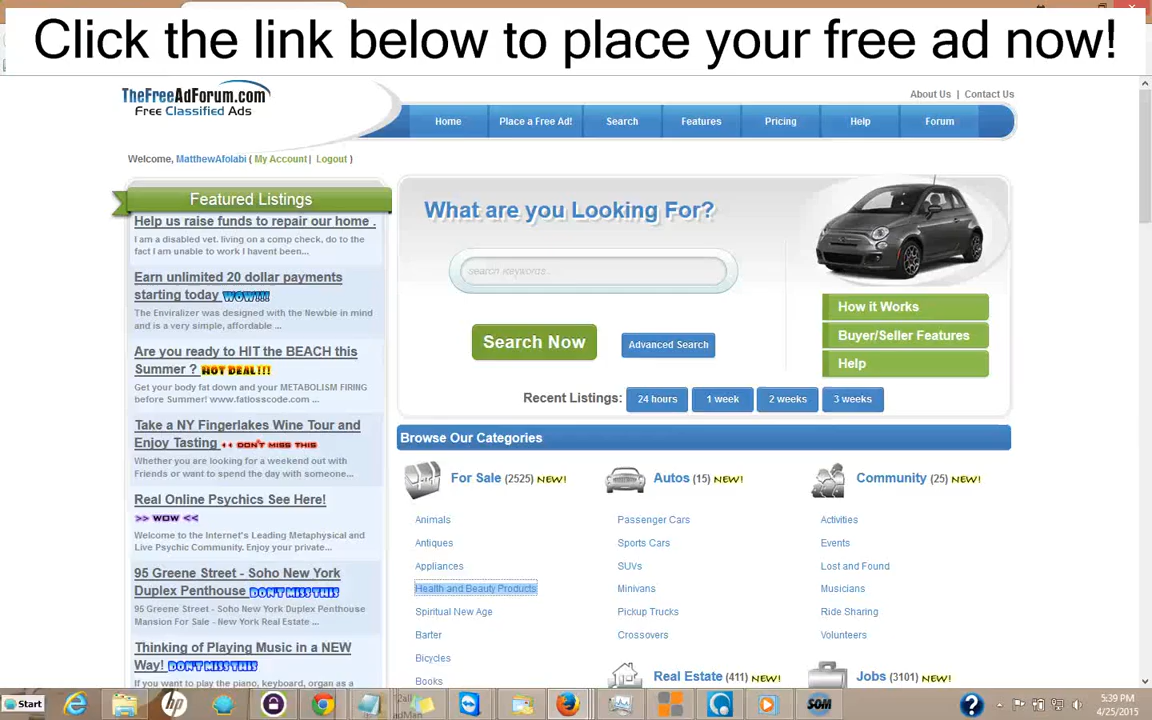 Click the link below to place your free ad now!
TheFreeAdForum.com
Free Classified Ads
About Us | Contact Us
Home Place a Free Ad! Search Features Pricing Help Forum
Welcome, MatthewAfolabi ( My Account | Logout )
Featured Listings
Help us raise funds to repair our home .
I am a disabled vet. living on a comp check, do to the
fact I am unable to work I havent been...
Earn unlimited 20 dollar payments
starting today WOW!!!
The Enviralizer was designed with the Newbie in mind
and is a very simple, affordable ...
Are you ready to HIT the BEACH this
Summer ? HOT DEAL!!!
Get your body fat down and your METABOLISM FIRING
before Summer! www.fatlosscode.com ...
Take a NY Fingerlakes Wine Tour and
Enjoy Tasting DON'T MISS THIS
Whether you are looking for a weekend out with
Friends or want to spend the day with someone...
Real Online Psychics See Here!
>> WOW <<
Welcome to the Internet's Leading Metaphysical and
Live Psychic Community. Enjoy your private...
95 Greene Street - Soho New York
Duplex Penthouse DON'T MISS THIS
95 Greene Street - Soho New York Duplex Penthouse
Mansion For Sale - New York Real Estate ...
Thinking of Playing Music in a NEW
Way! DON'T MISS THIS
If you want to play the piano, keyboard, organ as a
What are you Looking For?
search keywords..
Search Now
Advanced Search
How it Works
Buyer/Seller Features
Help
Recent Listings: 24 hours 1 week 2 weeks 3 weeks
Browse Our Categories
For Sale (2525) NEW!
Animals
Antiques
Appliances
Health and Beauty Products
Spiritual New Age
Barter
Bicycles
Books
Autos (15) NEW!
Passenger Cars
Sports Cars
SUVs
Minivans
Pickup Trucks
Crossovers
Real Estate (411) NEW!
Community (25) NEW!
Activities
Events
Lost and Found
Musicians
Ride Sharing
Volunteers
Jobs (3101) NEW!
Start
SOM
5:39 PM
4/25/2015